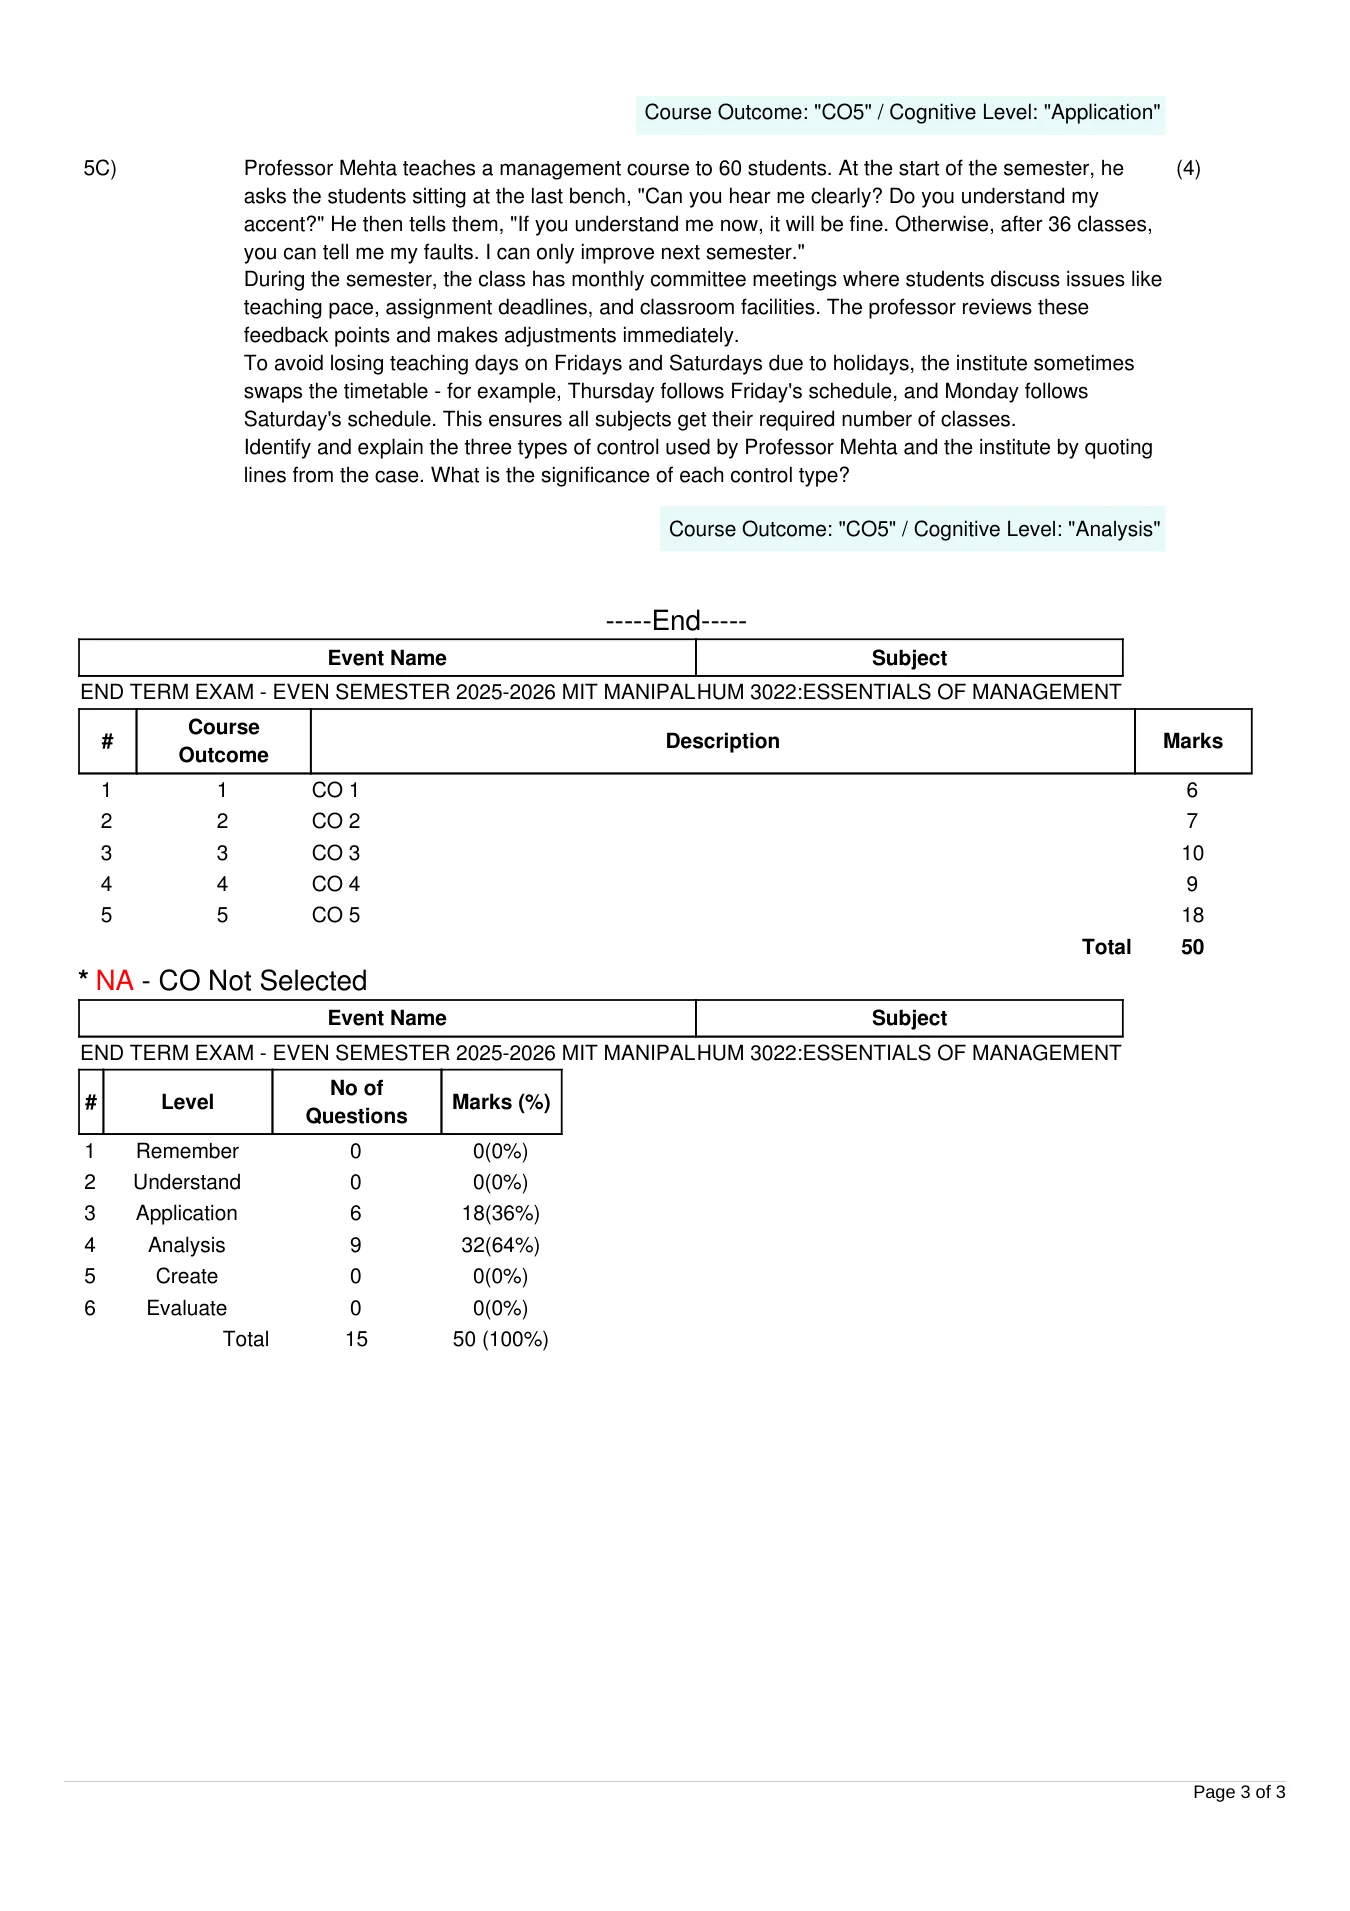 Course Outcome: "CO5" / Cognitive Level: "Application"
5C) Professor Mehta teaches a management course to 60 students. At the start of the semester, he (4)
asks the students sitting at the last bench, "Can you hear me clearly? Do you understand my
accent?" He then tells them, "If you understand me now, it will be fine. Otherwise, after 36 classes,
you can tell me my faults. I can only improve next semester."
During the semester, the class has monthly committee meetings where students discuss issues like
teaching pace, assignment deadlines, and classroom facilities. The professor reviews these
feedback points and makes adjustments immediately.
To avoid losing teaching days on Fridays and Saturdays due to holidays, the institute sometimes
swaps the timetable - for example, Thursday follows Friday's schedule, and Monday follows
Saturday's schedule. This ensures all subjects get their required number of classes.
Identify and explain the three types of control used by Professor Mehta and the institute by quoting
lines from the case. What is the significance of each control type?
Course Outcome: "CO5" / Cognitive Level: "Analysis"
-----End-----
Event Name Subject
END TERM EXAM - EVEN SEMESTER 2025-2026 MIT MANIPALHUM 3022:ESSENTIALS OF MANAGEMENT
# Course Outcome Description Marks
1 1 CO 1 6
2 2 CO 2 7
3 3 CO 3 10
4 4 CO 4 9
5 5 CO 5 18
Total 50
* NA - CO Not Selected
Event Name Subject
END TERM EXAM - EVEN SEMESTER 2025-2026 MIT MANIPALHUM 3022:ESSENTIALS OF MANAGEMENT
# Level No of Questions Marks (%)
1 Remember 0 0(0%)
2 Understand 0 0(0%)
3 Application 6 18(36%)
4 Analysis 9 32(64%)
5 Create 0 0(0%)
6 Evaluate 0 0(0%)
Total 15 50 (100%)
Page 3 of 3